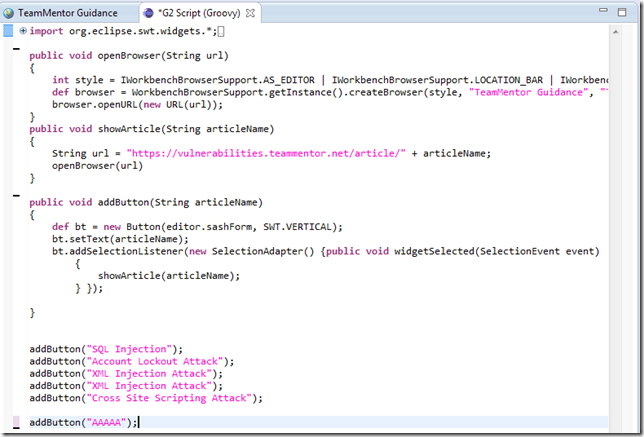 TeamMentor Guidance
*G2 Script (Groovy)
import org.eclipse.swt.widgets.*;
public void openBrowser(String url)
{
int style = IWorkbenchBrowserSupport.AS_EDITOR | IWorkbenchBrowserSupport.LOCATION_BAR | IWorkben
def browser = WorkbenchBrowserSupport.getInstance().createBrowser(style, "TeamMentor Guidance", "
browser.openURL(new URL(url));
}
public void showArticle(String articleName)
{
String url = "https://vulnerabilities.teammentor.net/article/" + articleName;
openBrowser(url)
}
public void addButton(String articleName)
{
def bt = new Button(editor.sashForm, SWT.VERTICAL);
bt.setText(articleName);
bt.addSelectionListener(new SelectionAdapter() {public void widgetSelected(SelectionEvent event)
{
showArticle(articleName);
} });
}
addButton("SQL Injection");
addButton("Account Lockout Attack");
addButton("XML Injection Attack");
addButton("XML Injection Attack");
addButton("Cross Site Scripting Attack");
addButton("AAAAA");